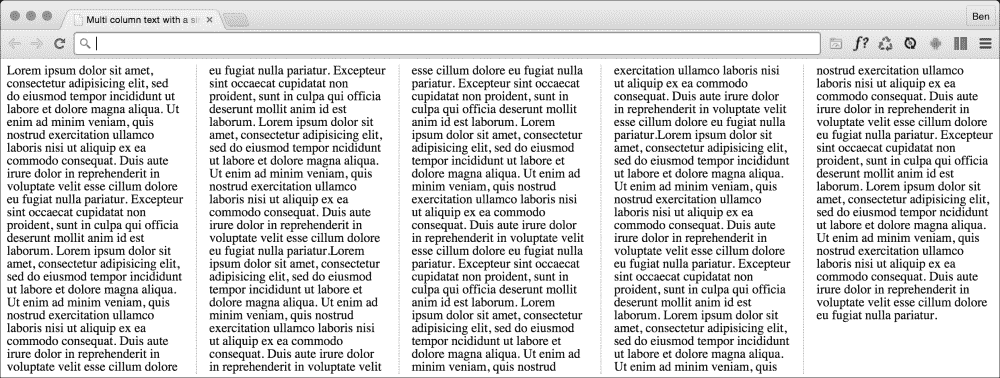 Multi column text with a si
Ben
f?
Lorem ipsum dolor sit amet,
consectetur adipisicing elit, sed
do eiusmod tempor incididunt ut
labore et dolore magna aliqua. Ut
enim ad minim veniam, quis
nostrud exercitation ullamco
laboris nisi ut aliquip ex ea
commodo consequat. Duis aute
irure dolor in reprehenderit in
voluptate velit esse cillum dolore
eu fugiat nulla pariatur. Excepteur
sint occaecat cupidatat non
proident, sunt in culpa qui officia
deserunt mollit anim id est
laborum. Lorem ipsum dolor sit
amet, consectetur adipisicing elit,
sed do eiusmod tempor incididunt
ut labore et dolore magna aliqua.
Ut enim ad minim veniam, quis
nostrud exercitation ullamco
laboris nisi ut aliquip ex ea
commodo consequat. Duis aute
irure dolor in reprehenderit in
voluptate velit esse cillum dolore
eu fugiat nulla pariatur. Excepteur
sint occaecat cupidatat non
proident, sunt in culpa qui officia
deserunt mollit anim id est
laborum. Lorem ipsum dolor sit
amet, consectetur adipisicing elit,
sed do eiusmod tempor ncididunt
ut labore et dolore magna aliqua.
Ut enim ad minim veniam, quis
nostrud exercitation ullamco
laboris nisi ut aliquip ex ea
commodo consequat. Duis aute
irure dolor in reprehenderit in
voluptate velit esse cillum dolore
eu fugiat nulla pariatur.Lorem
ipsum dolor sit amet, consectetur
adipisicing elit, sed do eiusmod
tempor incididunt ut labore et
dolore magna aliqua. Ut enim ad
minim veniam, quis nostrud
exercitation ullamco laboris nisi
ut aliquip ex ea commodo
consequat. Duis aute irure dolor
in reprehenderit in voluptate velit
esse cillum dolore eu fugiat nulla
pariatur. Excepteur sint occaecat
cupidatat non proident, sunt in
culpa qui officia deserunt mollit
anim id est laborum. Lorem
ipsum dolor sit amet, consectetur
adipisicing elit, sed do eiusmod
tempor incididunt ut labore et
dolore magna aliqua. Ut enim ad
minim veniam, quis nostrud
exercitation ullamco laboris nisi
ut aliquip ex ea commodo
consequat. Duis aute irure dolor
in reprehenderit in voluptate velit
esse cillum dolore eu fugiat nulla
pariatur. Excepteur sint occaecat
cupidatat non proident, sunt in
culpa qui officia deserunt mollit
anim id est laborum. Lorem
ipsum dolor sit amet, consectetur
adipisicing elit, sed do eiusmod
tempor ncididunt ut labore et
dolore magna aliqua. Ut enim ad
minim veniam, quis nostrud
exercitation ullamco laboris nisi
ut aliquip ex ea commodo
consequat. Duis aute irure dolor
in reprehenderit in voluptate velit
esse cillum dolore eu fugiat nulla
pariatur.Lorem ipsum dolor sit
amet, consectetur adipisicing elit,
sed do eiusmod tempor incididunt
ut labore et dolore magna aliqua.
Ut enim ad minim veniam, quis
nostrud exercitation ullamco
laboris nisi ut aliquip ex ea
commodo consequat. Duis aute
irure dolor in reprehenderit in
voluptate velit esse cillum dolore
eu fugiat nulla pariatur. Excepteur
sint occaecat cupidatat non
proident, sunt in culpa qui officia
deserunt mollit anim id est
laborum. Lorem ipsum dolor sit
amet, consectetur adipisicing elit,
sed do eiusmod tempor incididunt
ut labore et dolore magna aliqua.
Ut enim ad minim veniam, quis
nostrud exercitation ullamco
laboris nisi ut aliquip ex ea
commodo consequat. Duis aute
irure dolor in reprehenderit in
voluptate velit esse cillum dolore
eu fugiat nulla pariatur. Excepteur
sint occaecat cupidatat non
proident, sunt in culpa qui officia
deserunt mollit anim id est
laborum. Lorem ipsum dolor sit
amet, consectetur adipisicing elit,
sed do eiusmod tempor ncididunt
ut labore et dolore magna aliqua.
Ut enim ad minim veniam, quis
nostrud exercitation ullamco
laboris nisi ut aliquip ex ea
commodo consequat. Duis aute
irure dolor in reprehenderit in
voluptate velit esse cillum dolore
eu fugiat nulla pariatur.